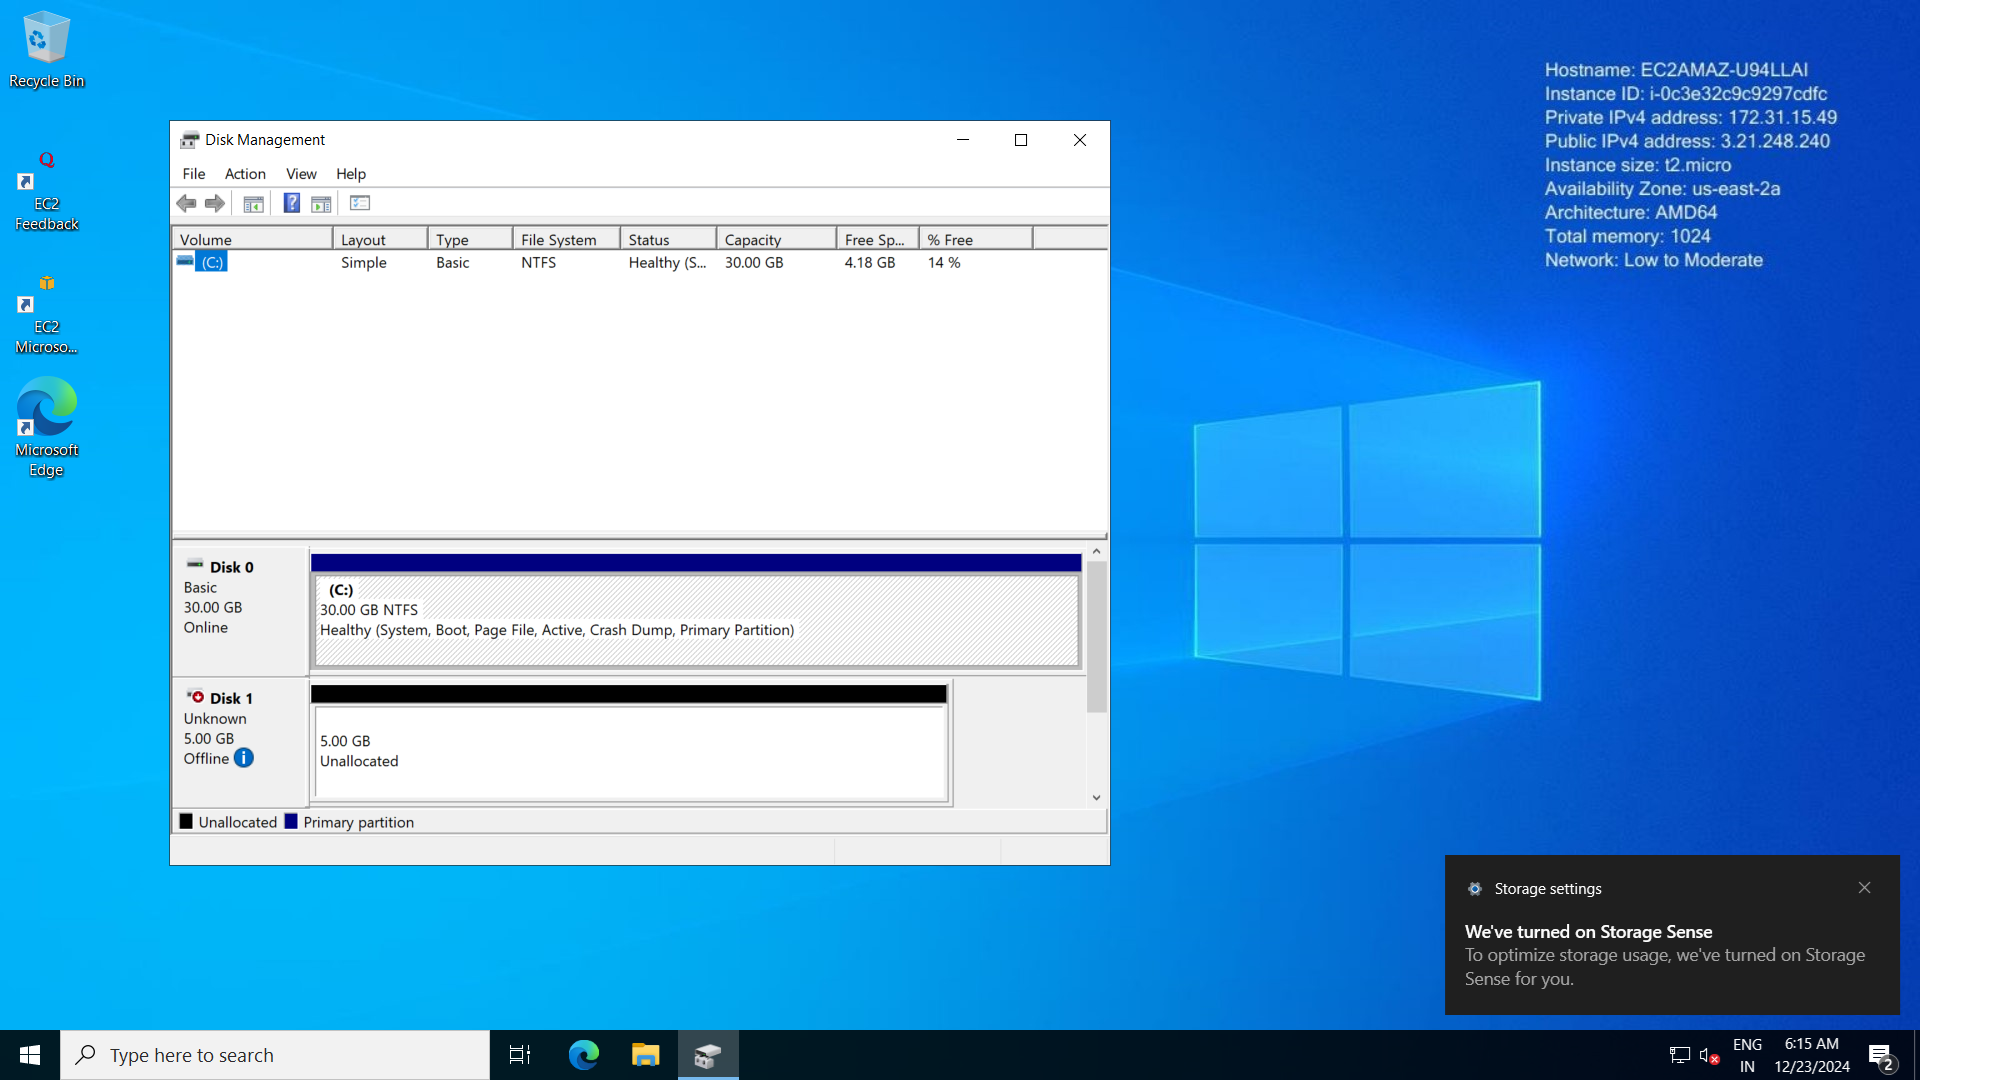 Recycle Bin
EC2
Feedback
EC2
Microso...
Microsoft
Edge
Hostname: EC2AMAZ-U94LLAI
Instance ID: i-0c3e32c9c9297cdfc
Private IPv4 address: 172.31.15.49
Public IPv4 address: 3.21.248.240
Instance size: t2.micro
Availability Zone: us-east-2a
Architecture: AMD64
Total memory: 1024
Network: Low to Moderate
Disk Management
File Action View Help
Volume Layout Type File System Status Capacity Free Sp... % Free
(C:) Simple Basic NTFS Healthy (S... 30.00 GB 4.18 GB 14 %
Disk 0
Basic
30.00 GB
Online
(C:)
30.00 GB NTFS
Healthy (System, Boot, Page File, Active, Crash Dump, Primary Partition)
Disk 1
Unknown
5.00 GB
Offline
5.00 GB
Unallocated
Unallocated Primary partition
Storage settings
We've turned on Storage Sense
To optimize storage usage, we've turned on Storage
Sense for you.
Type here to search
ENG
IN
6:15 AM
12/23/2024
2